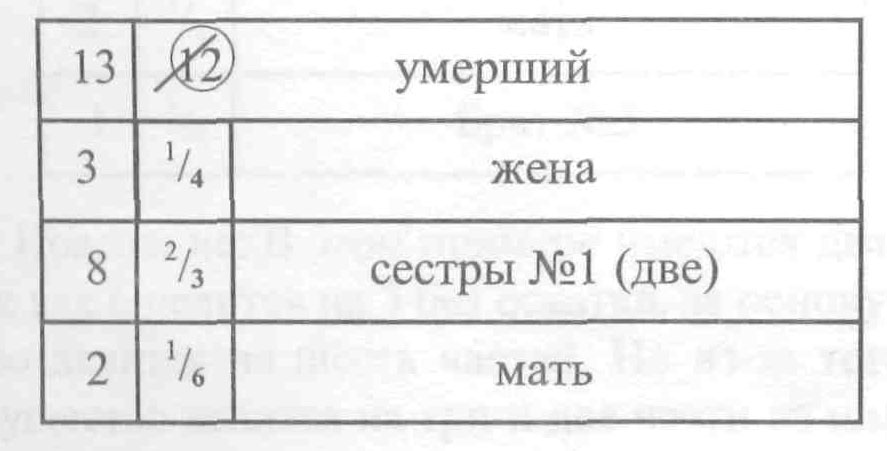 13 12 умерший
3 1/4 жена
8 2/3 сестры №1 (две)
2 1/6 мать